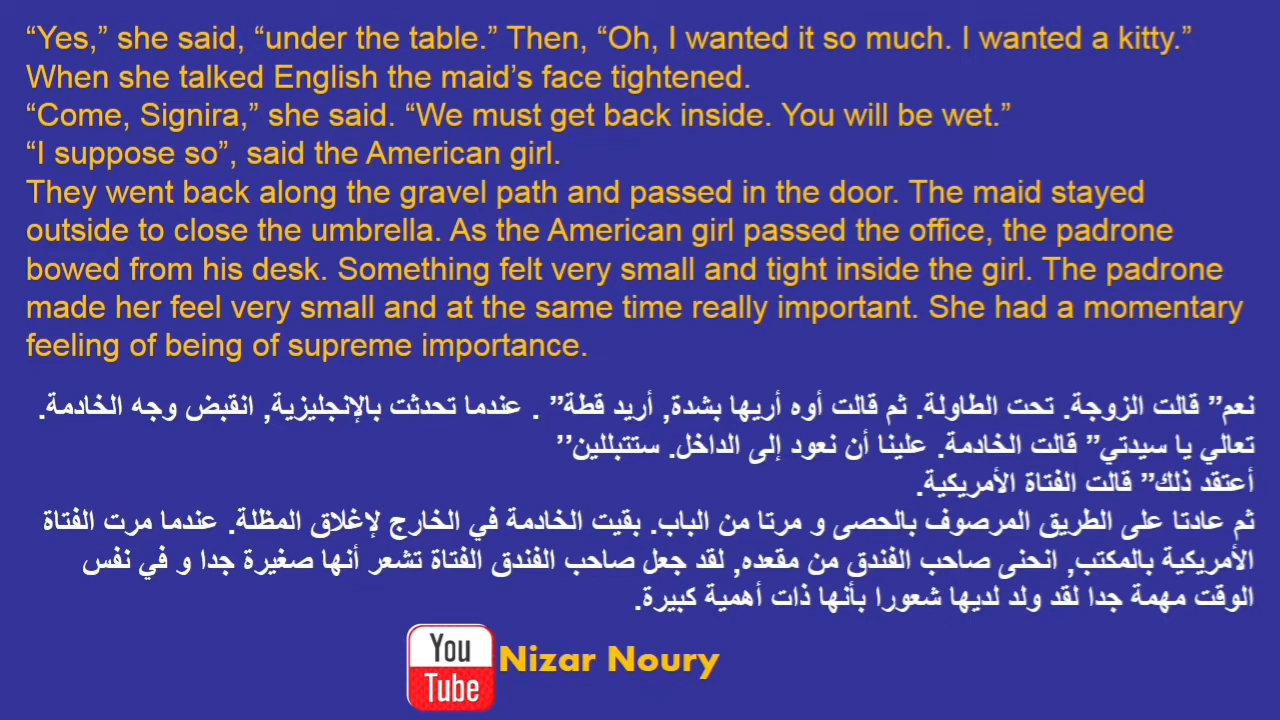 “Yes,” she said, “under the table.” Then, “Oh, I wanted it so much. I wanted a kitty.”
When she talked English the maid’s face tightened.
“Come, Signira,” she said. “We must get back inside. You will be wet.”
“I suppose so”, said the American girl.
They went back along the gravel path and passed in the door. The maid stayed
outside to close the umbrella. As the American girl passed the office, the padrone
bowed from his desk. Something felt very small and tight inside the girl. The padrone
made her feel very small and at the same time really important. She had a momentary
feeling of being of supreme importance.
نعم” قالت الزوجة. تحت الطاولة. ثم قالت أوه أريها بشدة, أريد قطة” . عندما تحدثت بالإنجليزية, انقبض وجه الخادمة.
تعالي يا سيدتي” قالت الخادمة. علينا أن نعود إلى الداخل. ستتبللين’’
أعتقد ذلك” قالت الفتاة الأمريكية.
ثم عادتا على الطريق المرصوف بالحصى و مرتا من الباب. بقيت الخادمة في الخارج لإغلاق المظلة. عندما مرت الفتاة
الأمريكية بالمكتب, انحنى صاحب الفندق من مقعده, لقد جعل صاحب الفندق الفتاة تشعر أنها صغيرة جدا و في نفس
الوقت مهمة جدا لقد ولد لديها شعورا بأنها ذات أهمية كبيرة.
You
Tube
Nizar Noury